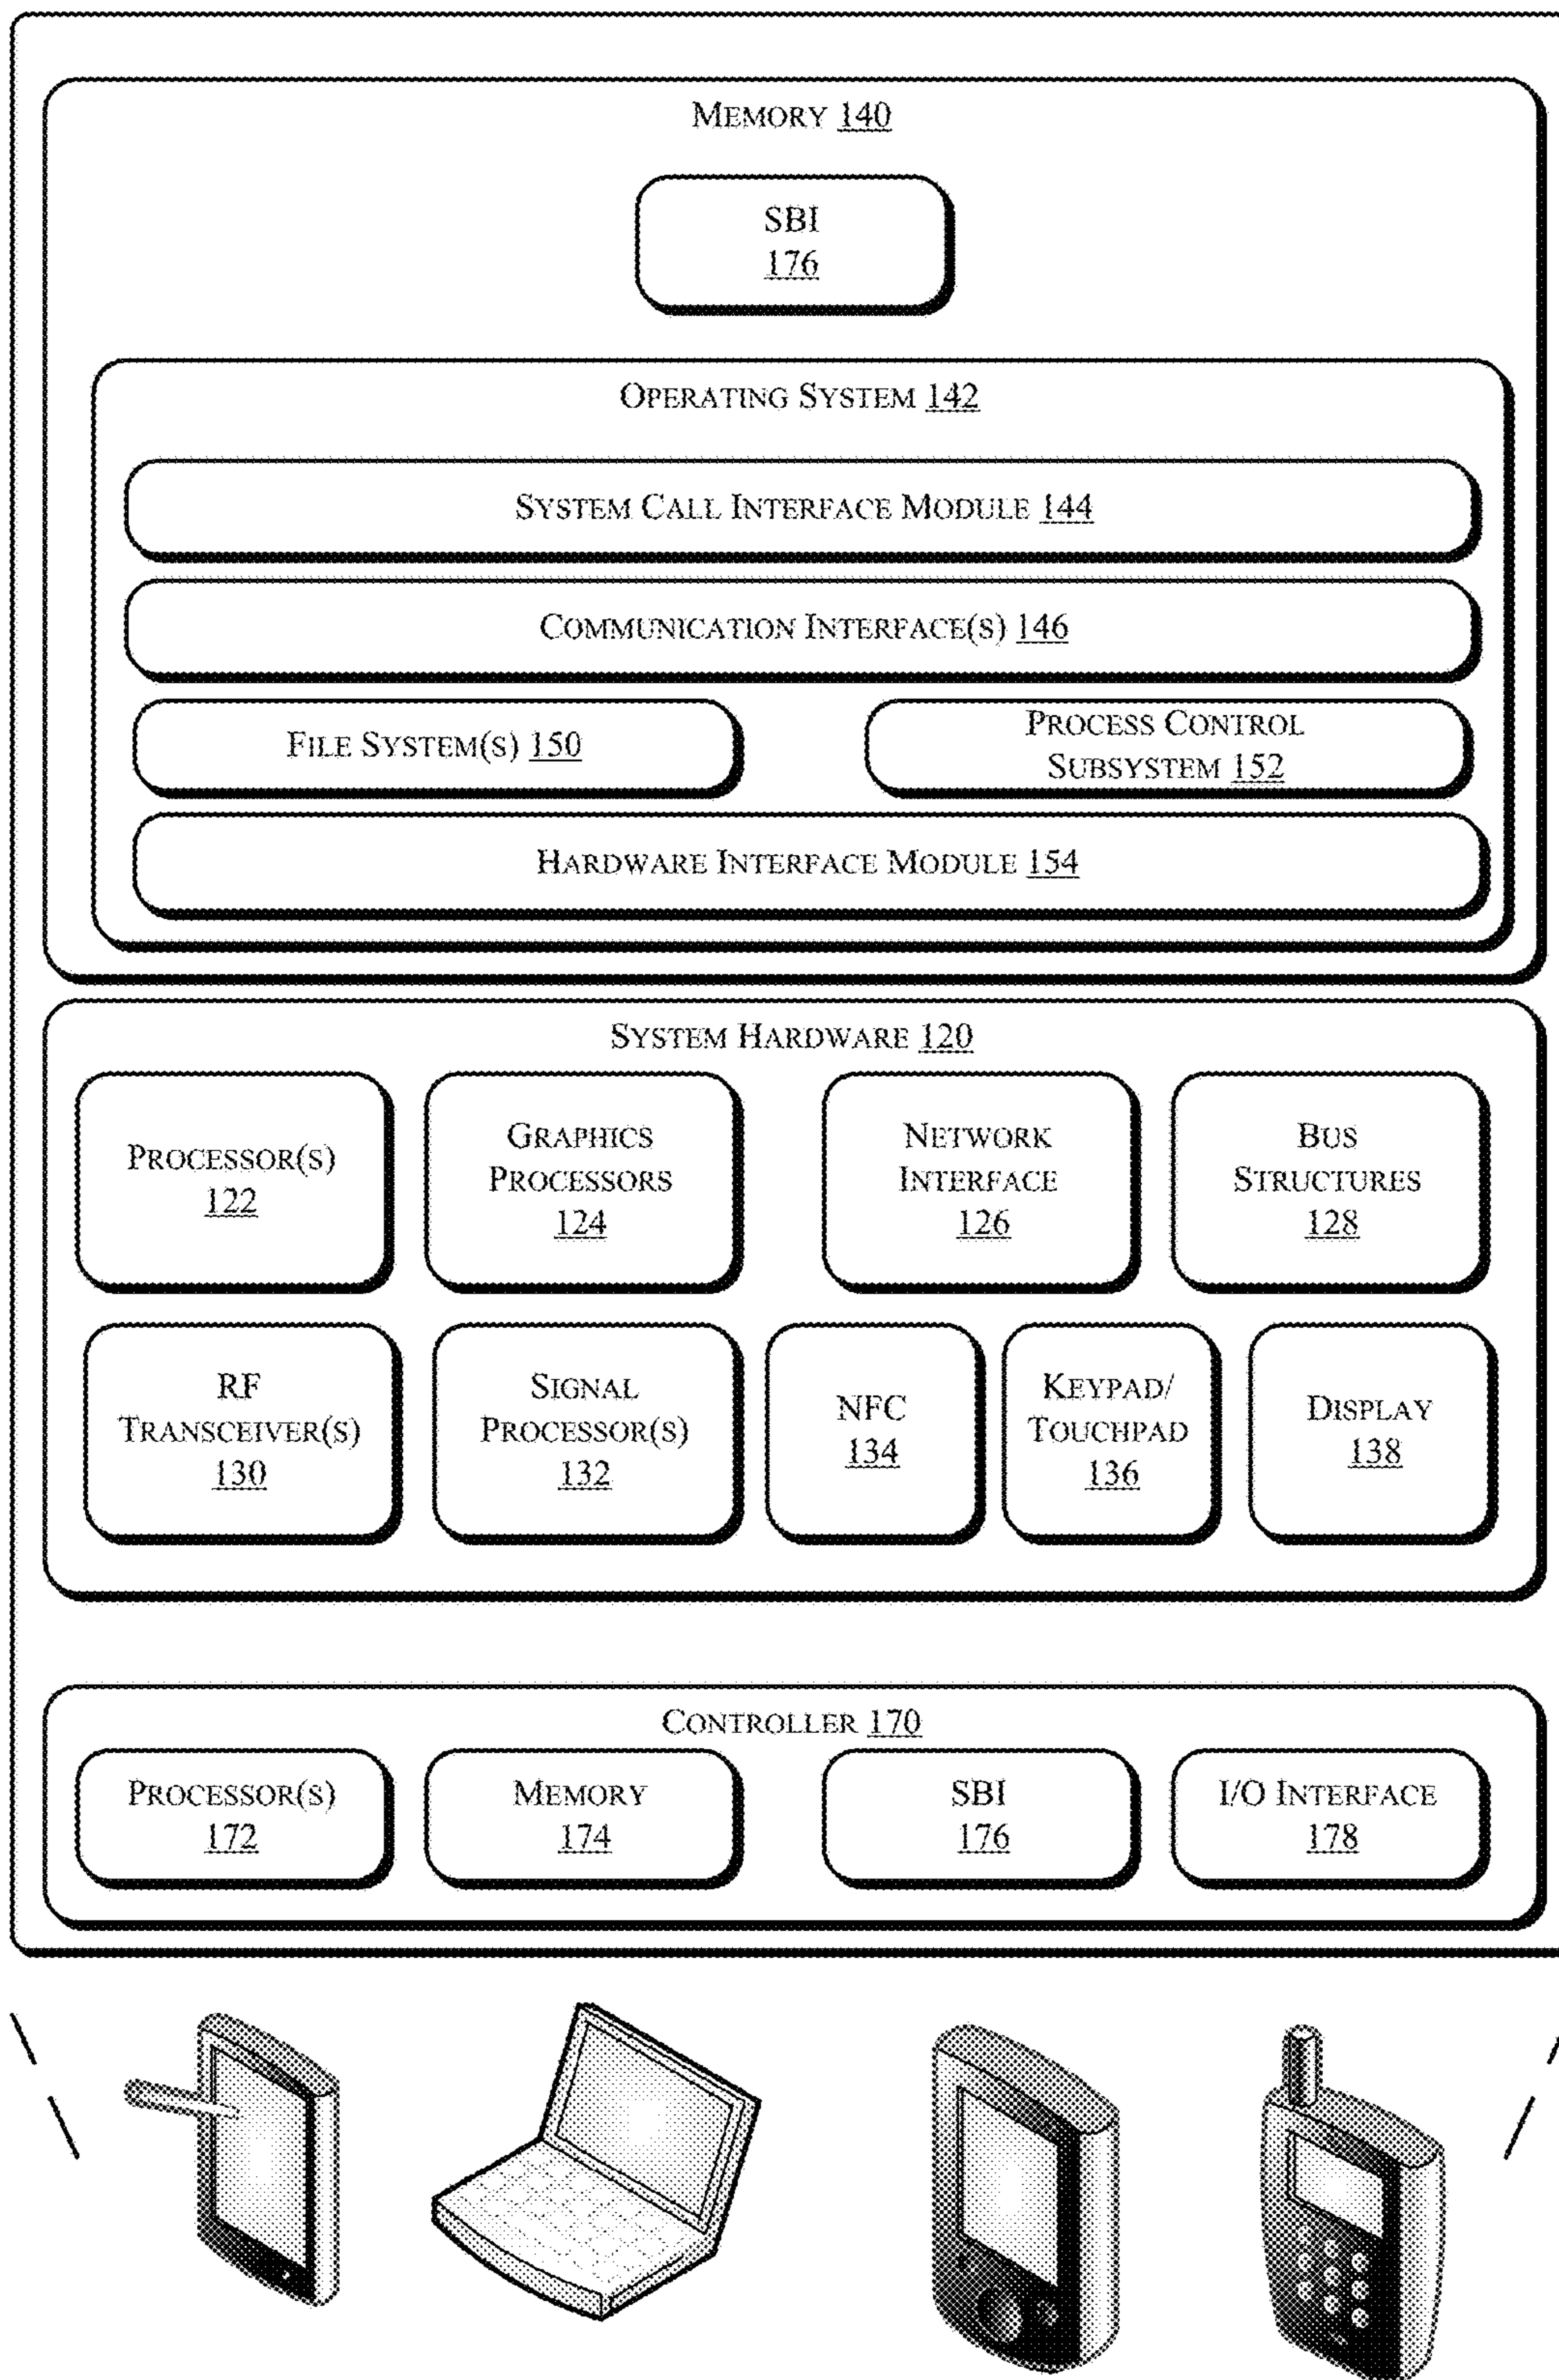 MEMORY 140
SBI
176
OPERATING SYSTEM 142
SYSTEM CALL INTERFACE MODULE 144
COMMUNICATION INTERFACE(S) 146
FILE SYSTEM(S) 150
PROCESS CONTROL
SUBSYSTEM 152
HARDWARE INTERFACE MODULE 154
SYSTEM HARDWARE 120
PROCESSOR(S)
122
GRAPHICS
PROCESSORS
124
NETWORK
INTERFACE
126
BUS
STRUCTURES
128
RF
TRANSCEIVER(S)
130
SIGNAL
PROCESSOR(S)
132
NFC
134
KEYPAD/
TOUCHPAD
136
DISPLAY
138
CONTROLLER 170
PROCESSOR(S)
172
MEMORY
174
SBI
176
I/O INTERFACE
178